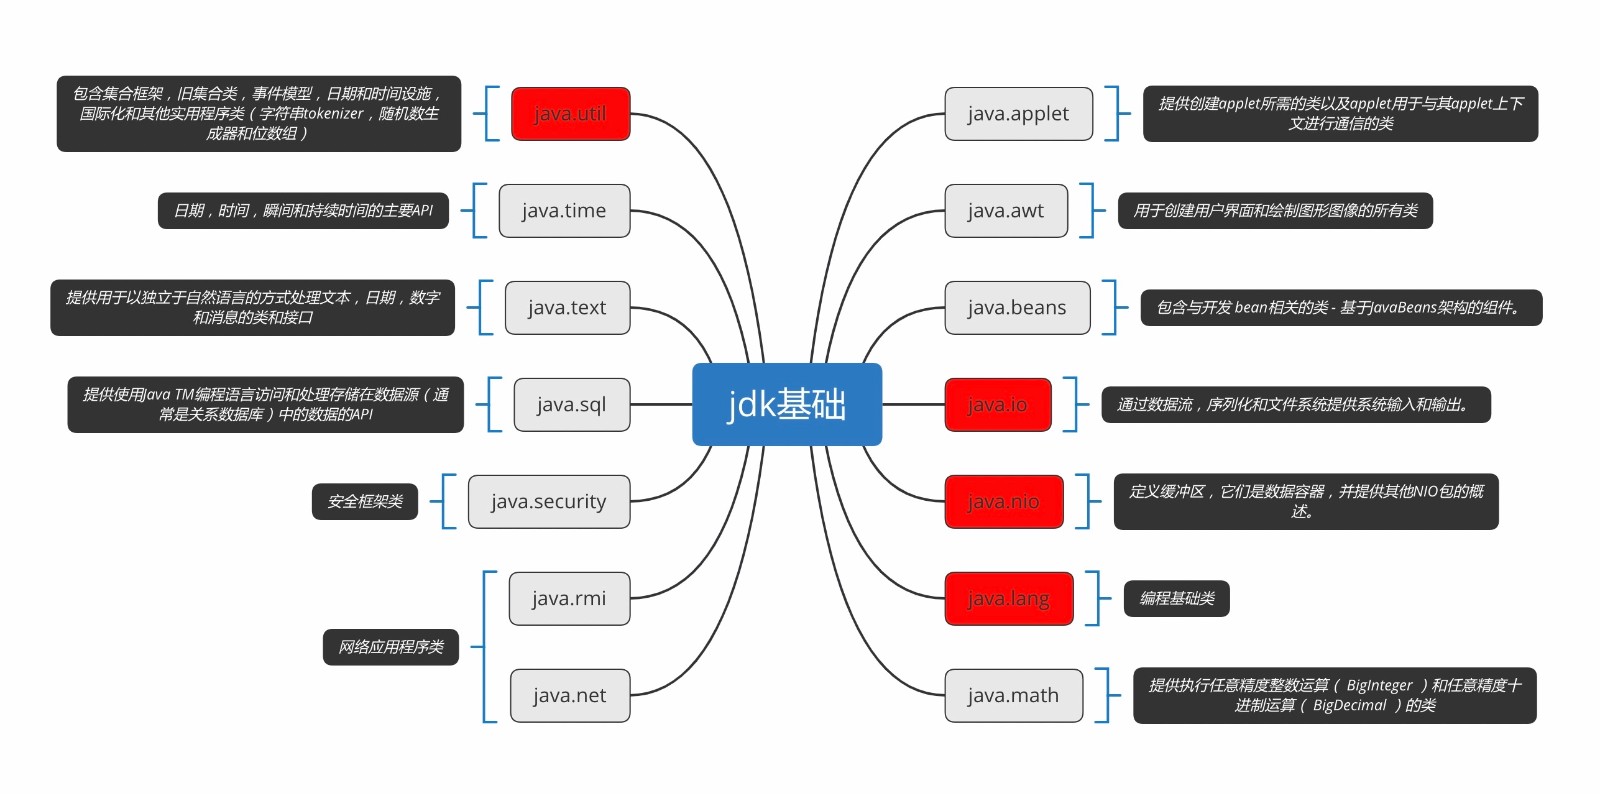 jdk基础
java.applet
提供创建applet所需的类以及applet用于与其applet上下
文进行通信的类
java.awt
用于创建用户界面和绘制图形图像的所有类
java.beans
包含与开发 bean相关的类 - 基于JavaBeans架构的组件。
java.io
通过数据流，序列化和文件系统提供系统输入和输出。
java.nio
定义缓冲区，它们是数据容器，并提供其他NIO包的概
述。
java.lang
编程基础类
java.math
提供执行任意精度整数运算（ BigInteger ）和任意精度十
进制运算（ BigDecimal ）的类
java.util
包含集合框架，旧集合类，事件模型，日期和时间设施，
国际化和其他实用程序类（字符串tokenizer，随机数生
成器和位数组）
java.time
日期，时间，瞬间和持续时间的主要API
java.text
提供用于以独立于自然语言的方式处理文本，日期，数字
和消息的类和接口
java.sql
提供使用Java TM编程语言访问和处理存储在数据源（通
常是关系数据库）中的数据的API
java.security
安全框架类
java.rmi
java.net
网络应用程序类